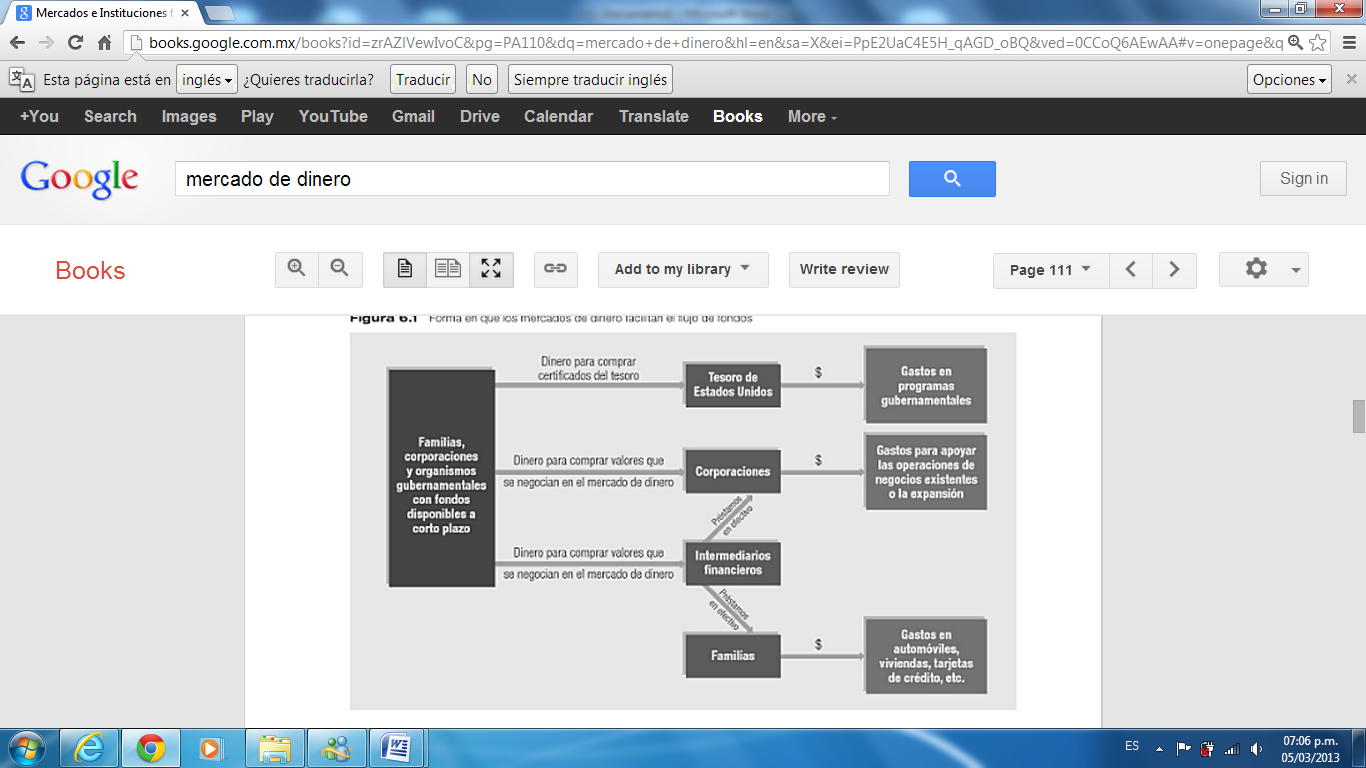 Mercados e Instituciones f
books.google.com.mx/books?id=zrAZlVewIvoC&pg=PA110&dq=mercado+de+dinero&hl=en&sa=X&ei=PpE2UaC4E5H_qAGD_oBQ&ved=0CCoQ6AEwAA#v=onepage&q
Esta página está en inglés ¿Quieres traducirla? Traducir No Siempre traducir inglés Opciones
+You Search Images Play YouTube Gmail Drive Calendar Translate Books More
Google mercado de dinero Sign in
Books Add to my library Write review Page 111
Figura 6.1 Forma en que los mercados de dinero facilitan el flujo de fondos
Familias,
corporaciones
y organismos
gubernamentales
con fondos
disponibles a
corto plazo
Dinero para comprar
certificados del tesoro
Tesoro de
Estados Unidos
$
Gastos en
programas
gubernamentales
Dinero para comprar valores que
se negocian en el mercado de dinero
Corporaciones
$
Gastos para apoyar
las operaciones de
negocios existentes
o la expansión
Préstamos
en efectivo
Dinero para comprar valores que
se negocian en el mercado de dinero
Intermediarios
financieros
Préstamos
en efectivo
Familias
$
Gastos en
automóviles,
viviendas, tarjetas
de crédito, etc.
ES
07:06 p.m.
05/03/2013